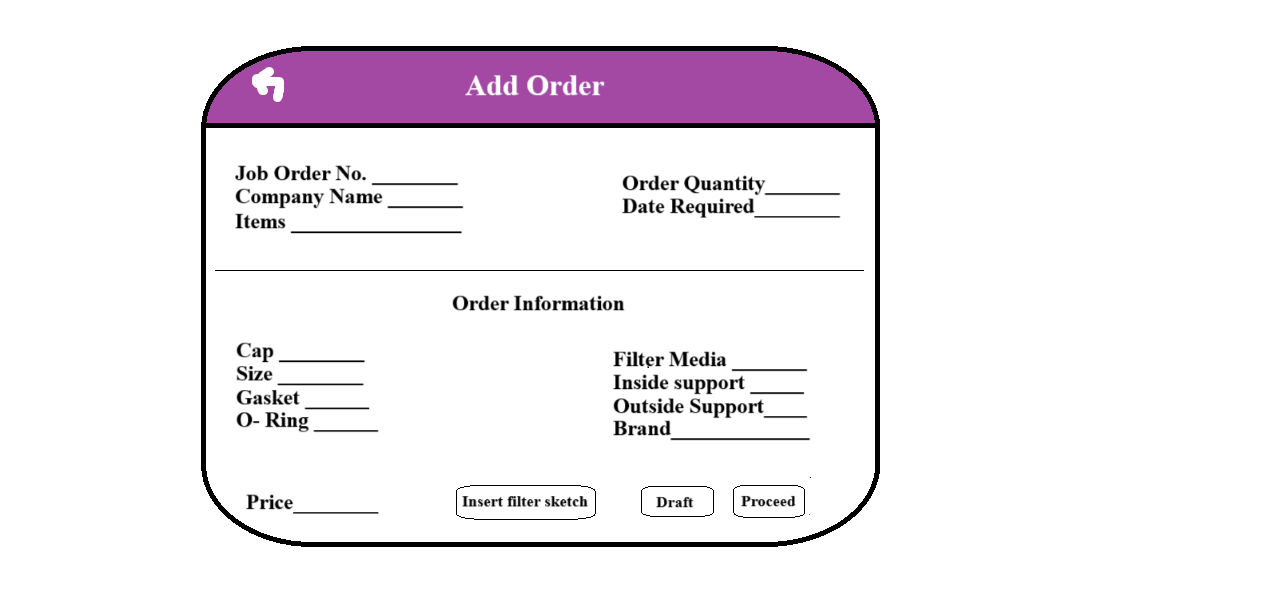 Add Order
Job Order No. ________
Company Name _______
Items ________________
Order Quantity_______
Date Required________
Order Information
Cap ________
Size ________
Gasket ______
O- Ring ______
Filter Media _______
Inside support _____
Outside Support____
Brand_____________
Price________
Insert filter sketch
Draft
Proceed